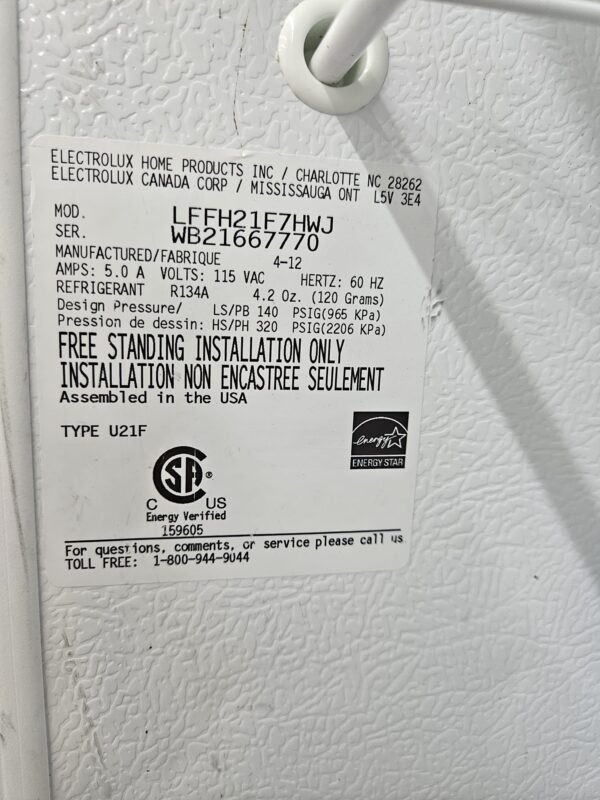 ELECTROLUX HOME PRODUCTS INC / CHARLOTTE NC 28262
ELECTROLUX CANADA CORP / MISSISSAUGA ONT L5V 3E4
MOD. LFFH21F7HWJ
SER. WB21667770
MANUFACTURED/FABRIQUE 4-12
AMPS: 5.0 A VOLTS: 115 VAC HERTZ: 60 HZ
REFRIGERANT R134A 4.2 Oz. (120 Grams)
Design Pressure/ LS/PB 140 PSIG(965 KPa)
Pression de dessin: HS/PH 320 PSIG(2206 KPa)
FREE STANDING INSTALLATION ONLY
INSTALLATION NON ENCASTREE SEULEMENT
Assembled in the USA
TYPE U21F
energy
ENERGY STAR
SA ®
C US
Energy Verified
159605
For questions, comments, or service please call us
TOLL FREE: 1-800-944-9044